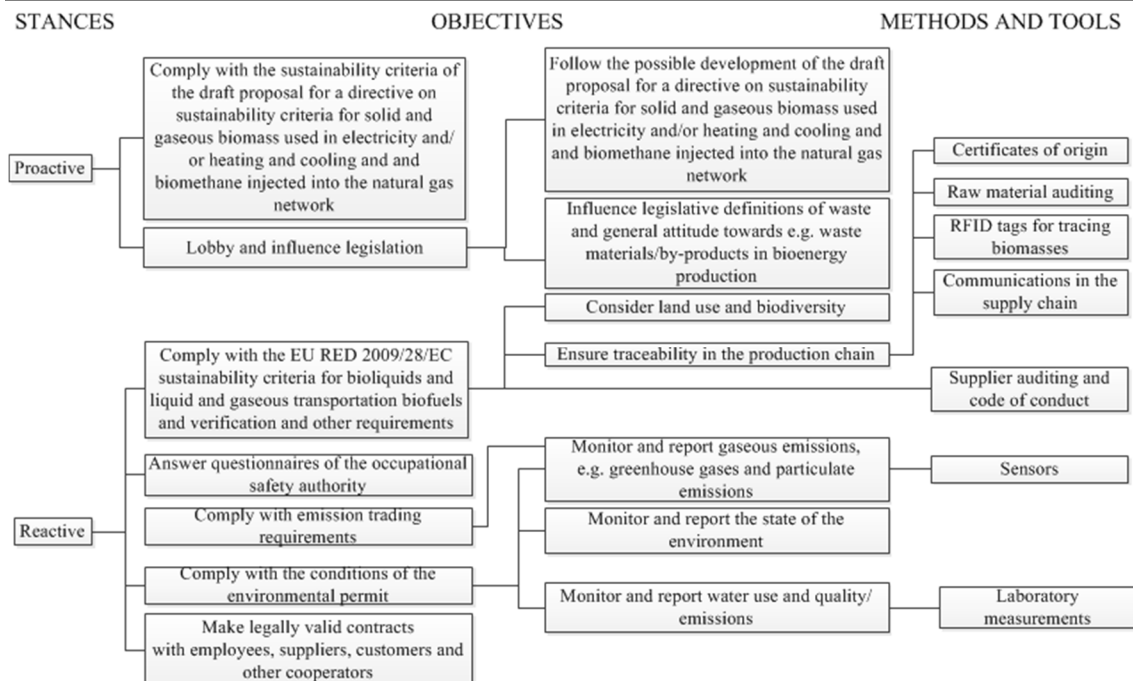 STANCES
OBJECTIVES
METHODS AND TOOLS
Proactive
Comply with the sustainability criteria of
the draft proposal for a directive on
sustainability criteria for solid and
gaseous biomass used in electricity and/
or heating and cooling and and
biomethane injected into the natural gas
network
Lobby and influence legislation
Follow the possible development of the draft
proposal for a directive on sustainability
criteria for solid and gaseous biomass used
in electricity and/or heating and cooling and
and biomethane injected into the natural gas
network
Influence legislative definitions of waste
and general attitude towards e.g. waste
materials/by-products in bioenergy
production
Consider land use and biodiversity
Ensure traceability in the production chain
Certificates of origin
Raw material auditing
RFID tags for tracing
biomasses
Communications in the
supply chain
Reactive
Comply with the EU RED 2009/28/EC
sustainability criteria for bioliquids and
liquid and gaseous transportation biofuels
and verification and other requirements
Supplier auditing and
code of conduct
Answer questionnaires of the occupational
safety authority
Comply with emission trading
requirements
Comply with the conditions of the
environmental permit
Make legally valid contracts
with employees, suppliers, customers and
other cooperators
Monitor and report gaseous emissions,
e.g. greenhouse gases and particulate
emissions
Monitor and report the state of the
environment
Monitor and report water use and quality/
emissions
Sensors
Laboratory
measurements